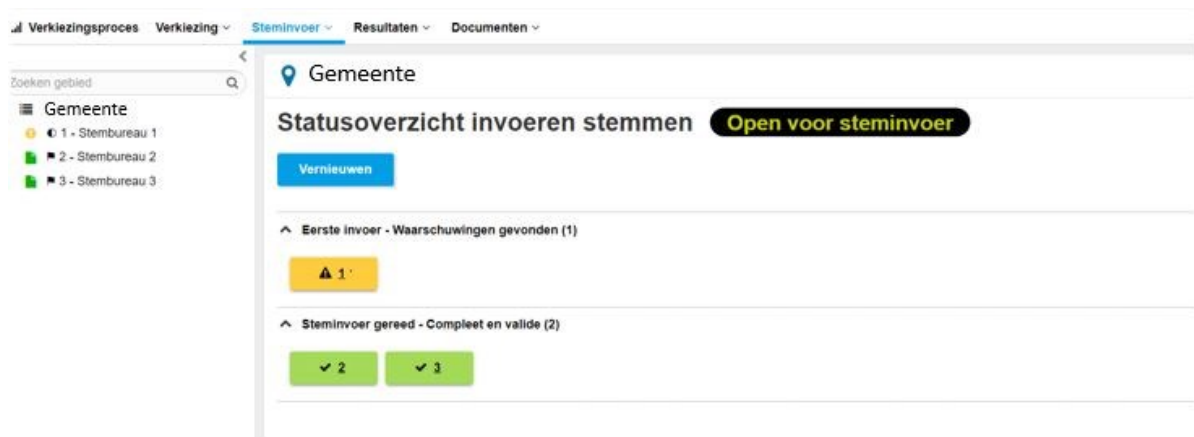 Verkiezingsproces Verkiezing Steminvoer Resultaten Documenten
Zoeken gebied
Gemeente
1 - Stembureau 1
2 - Stembureau 2
3 - Stembureau 3
Gemeente
Statusoverzicht invoeren stemmen Open voor steminvoer
Vernieuwen
Eerste invoer - Waarschuwingen gevonden (1)
1
Steminvoer gereed - Compleet en valide (2)
2 3